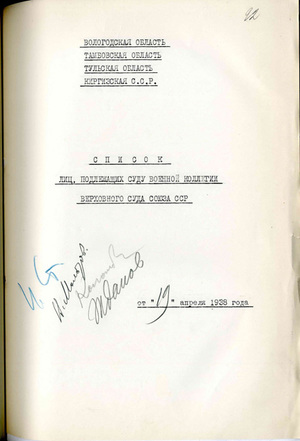 92
ВОЛОГОДСКАЯ ОБЛАСТЬ
ТАМБОВСКАЯ ОБЛАСТЬ
ТУЛЬСКАЯ ОБЛАСТЬ
КИРГИЗСКАЯ С.С.Р.
СПИСОК
ЛИЦ, ПОДЛЕЖАЩИХ СУДУ ВОЕННОЙ КОЛЛЕГИИ
ВЕРХОВНОГО СУДА СОЮЗА ССР
И. Ст
В. Молотов.
Каганович
Жданов
от "19" апреля 1938 года